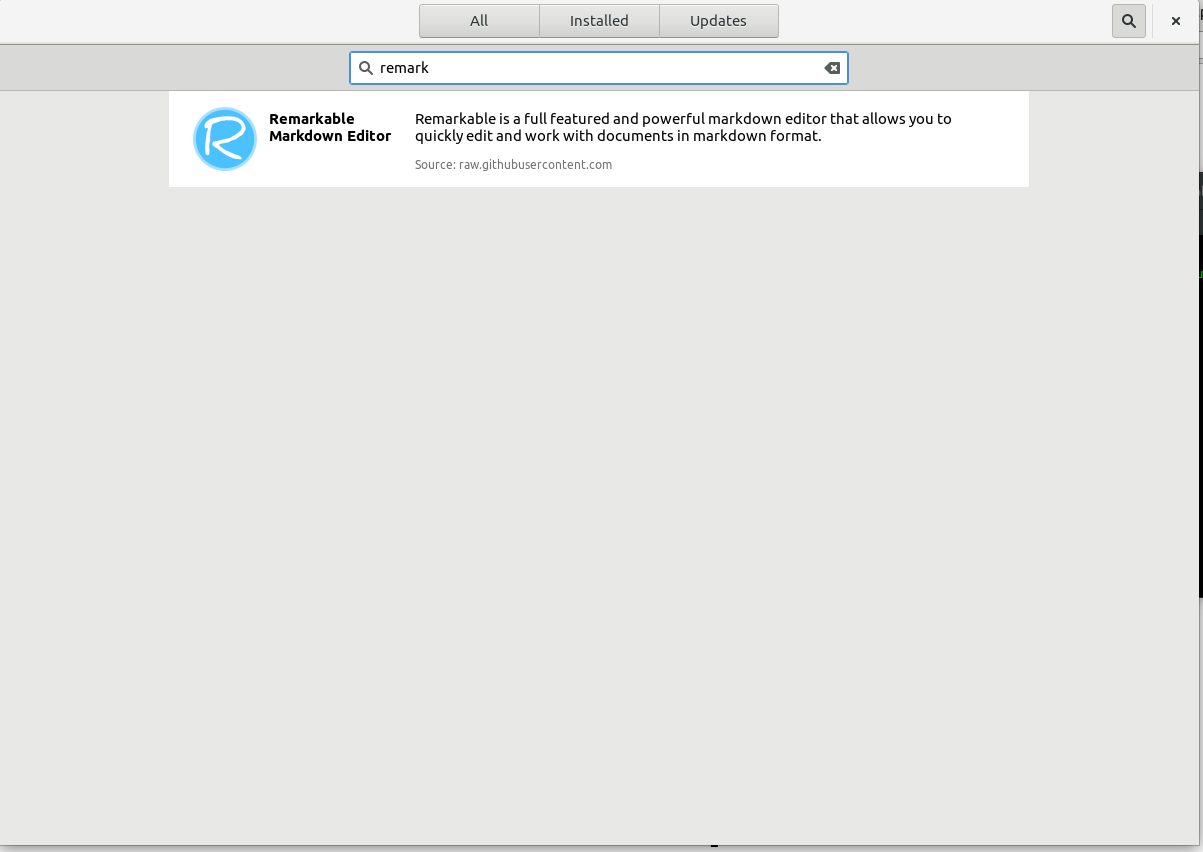 All Installed Updates
remark
Remarkable
Markdown Editor
Remarkable is a full featured and powerful markdown editor that allows you to
quickly edit and work with documents in markdown format.
Source: raw.githubusercontent.com